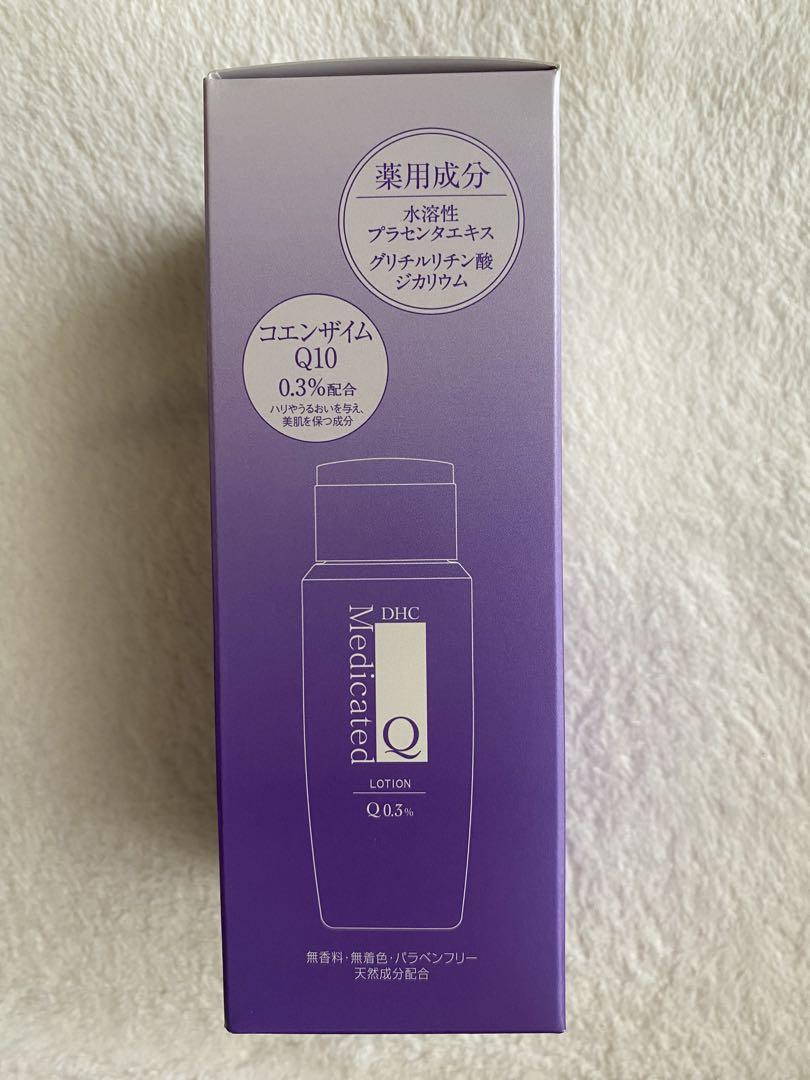 薬用成分
水溶性
プラセンタエキス
グリチルリチン酸
ジカリウム
コエンザイム
Q10
0.3%配合
ハリやうるおいを与え、
美肌を保つ成分
DHC
Medicated
Q
LOTION
Q0.3%
無香料・無着色・パラベンフリー
天然成分配合